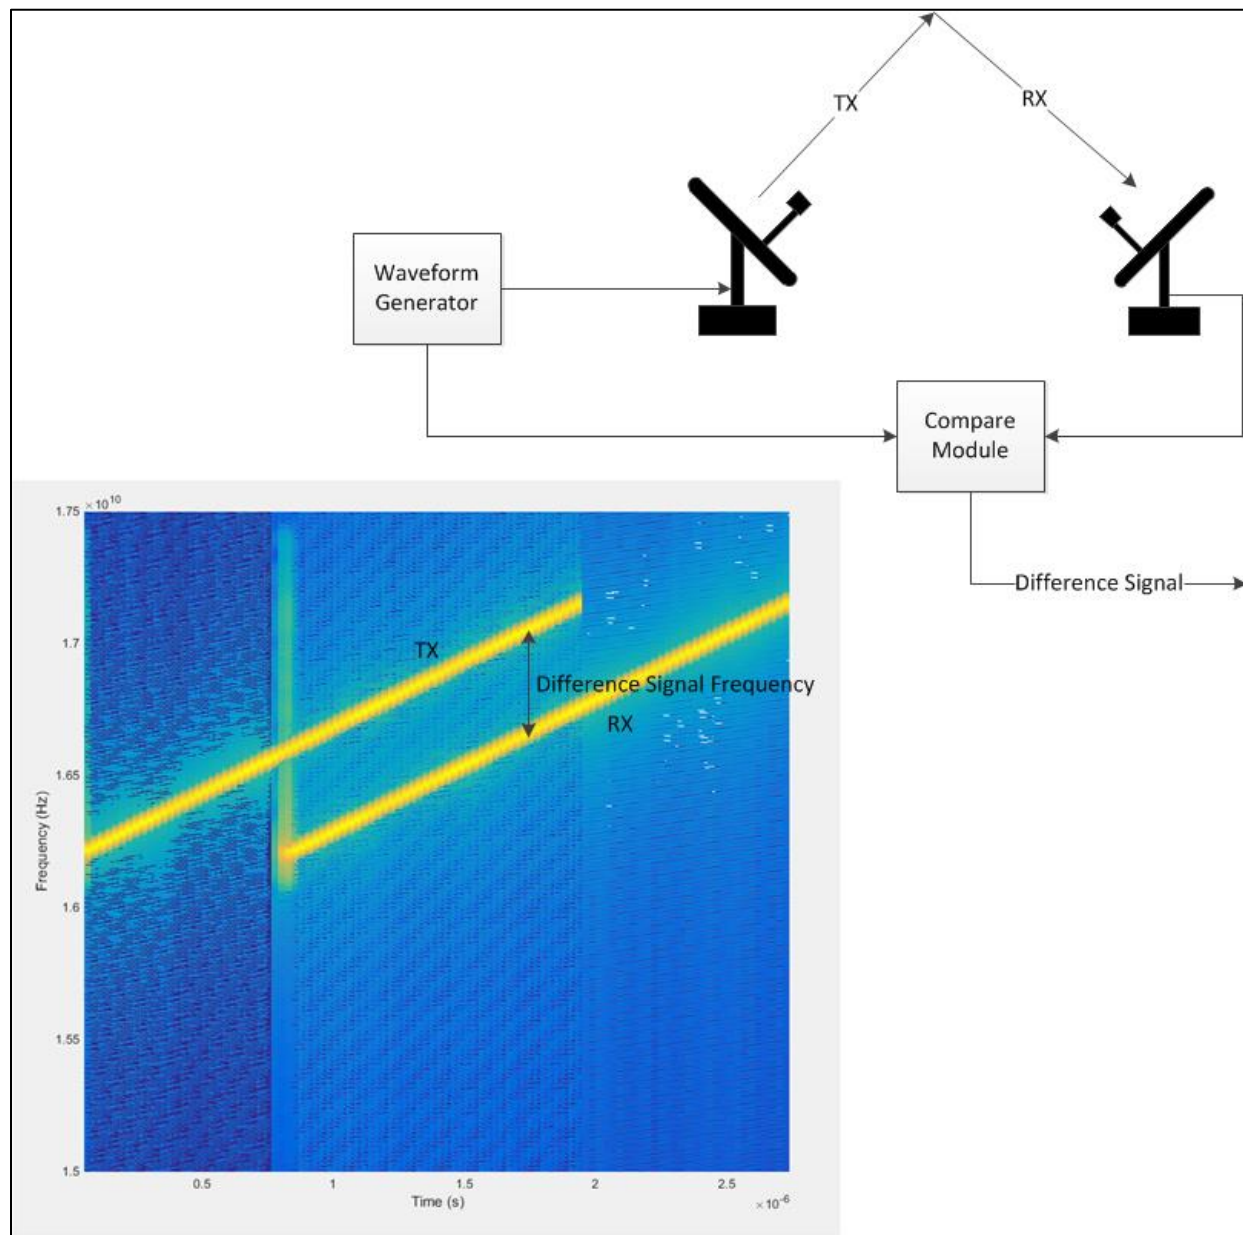 TX
RX
Waveform
Generator
Compare
Module
Difference Signal
×10^10
1.75
1.7
1.65
1.6
1.55
1.5
Frequency (Hz)
TX
Difference Signal Frequency
RX
0.5
1
1.5
2
2.5
Time (s)
×10^-6